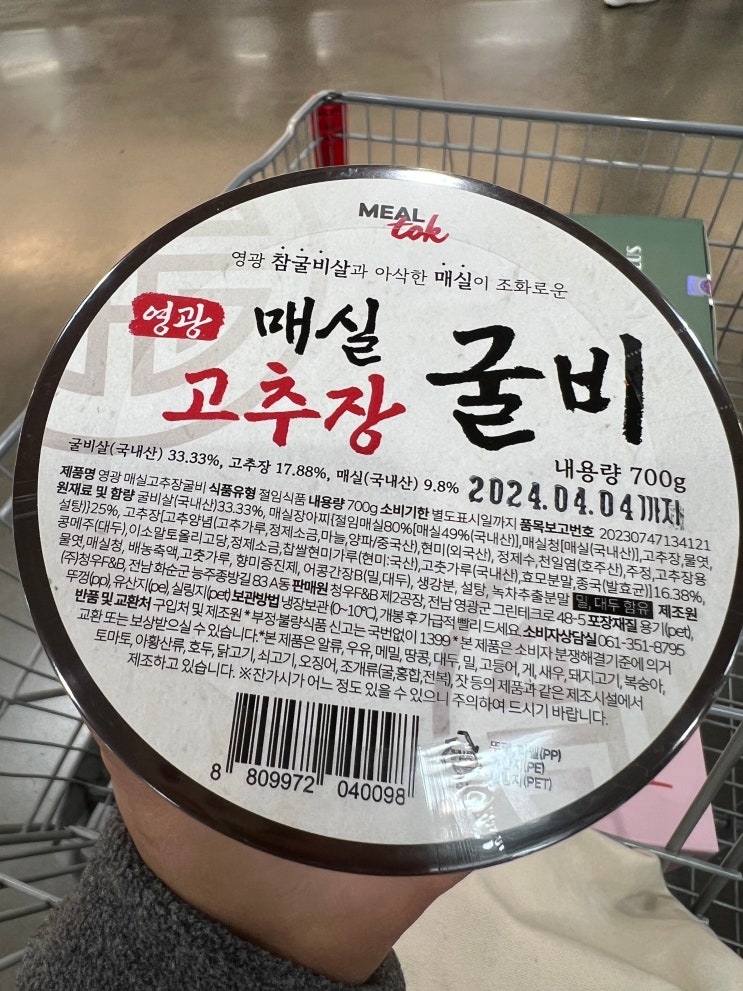 MEAL
tok
영광 참굴비살과 아삭한 매실이 조화로운
영광 매실
고추장 굴비
굴비살(국내산) 33.33%, 고추장 17.88%, 매실(국내산) 9.8%
내용량 700g
2024.04.04까지
제품명 영광 매실고추장굴비 식품유형 절임식품 내용량 700g 소비기한 별도표시일까지 품목보고번호 20230747134121
원재료 및 함량 굴비살(국내산)33.33%, 매실장아찌{절임매실80%[매실49%(국내산),매실청[매실(국내산)],고추장,물엿,
설탕)}25%, 고추장[고추양념(고춧가루,정제소금,마늘,양파/중국산),현미(외국산), 정제수,천일염(호주산),주정,고추장용
콩메주(대두),이소말토올리고당,정제소금,찹쌀현미가루(현미:국산),고춧가루(국내산),효모분말,종국(발효균)]16.38%,
물엿,매실청, 배농축액,고춧가루, 향미증진제, 어콩간장B(밀,대두), 생강분, 설탕, 녹차추출분말 밀, 대두 함유 제조원
(주)청우F&B, 전남 화순군 능주종방길 83 A동 판매원 청우F&B 제2공장, 전남 영광군 그린테크로 48-5 포장재질 용기(pet),
뚜껑(pp), 유산지(pe), 실링지(pet) 보관방법 냉장보관 (0~10℃), 개봉 후 가급적 빨리 드세요 소비자상담실 061-351-8795
반품 및 교환처 구입처 및 제조원 * 부정·불량식품 신고는 국번없이 1399 * 본 제품은 소비자 분쟁해결기준에 의거
교환 또는 보상받으실 수 있습니다.*본 제품은 알류, 우유, 메밀, 땅콩, 대두, 밀, 고등어, 게, 새우, 돼지고기, 복숭아,
토마토, 아황산류, 호두, 닭고기, 쇠고기, 오징어, 조개류(굴,홍합,전복), 잣 등의 제품과 같은 제조시설에서
제조하고 있습니다. ※잔가시가 어느 정도 있을 수 있으니 주의하여 드시기 바랍니다.
8 809972 040098
(PP)
(PE)
(PET)